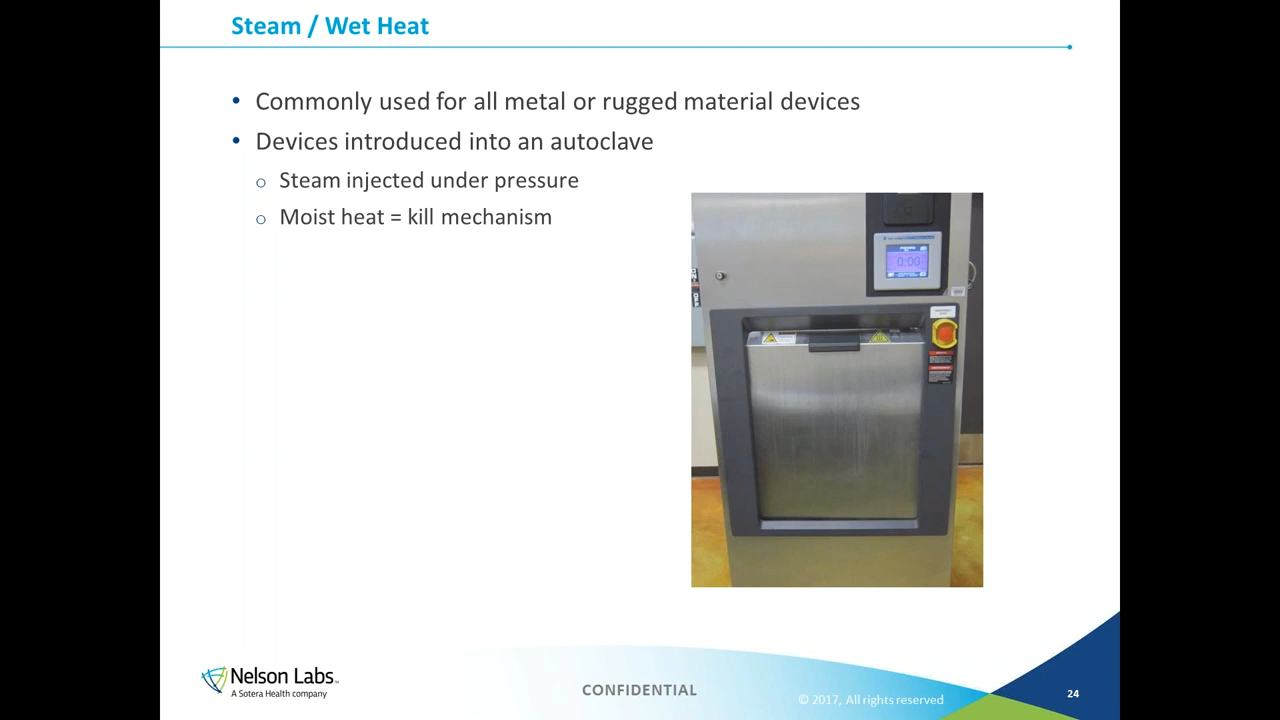 Steam / Wet Heat
• Commonly used for all metal or rugged material devices
• Devices introduced into an autoclave
o Steam injected under pressure
o Moist heat = kill mechanism
0:00
Nelson Labs™
A Sotera Health company
CONFIDENTIAL
© 2017, All rights reserved
24